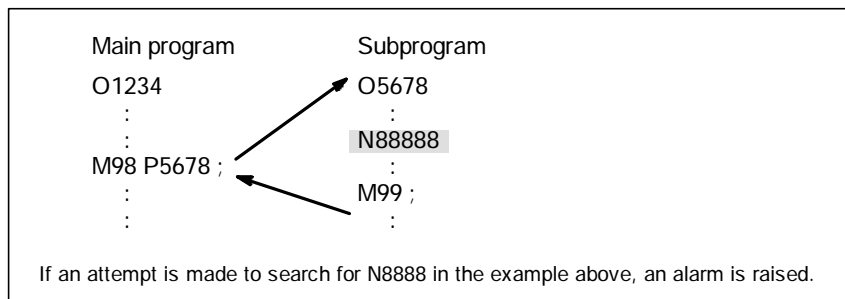 Main program
O1234
:
:
M98 P5678 ;
:
:
Subprogram
O5678
:
N88888
:
M99 ;
:
If an attempt is made to search for N8888 in the example above, an alarm is raised.